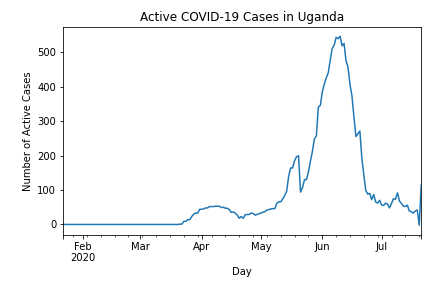 Active COVID-19 Cases in Uganda
Number of Active Cases
500
400
300
200
100
0
Feb Mar Apr May Jun Jul
2020
Day